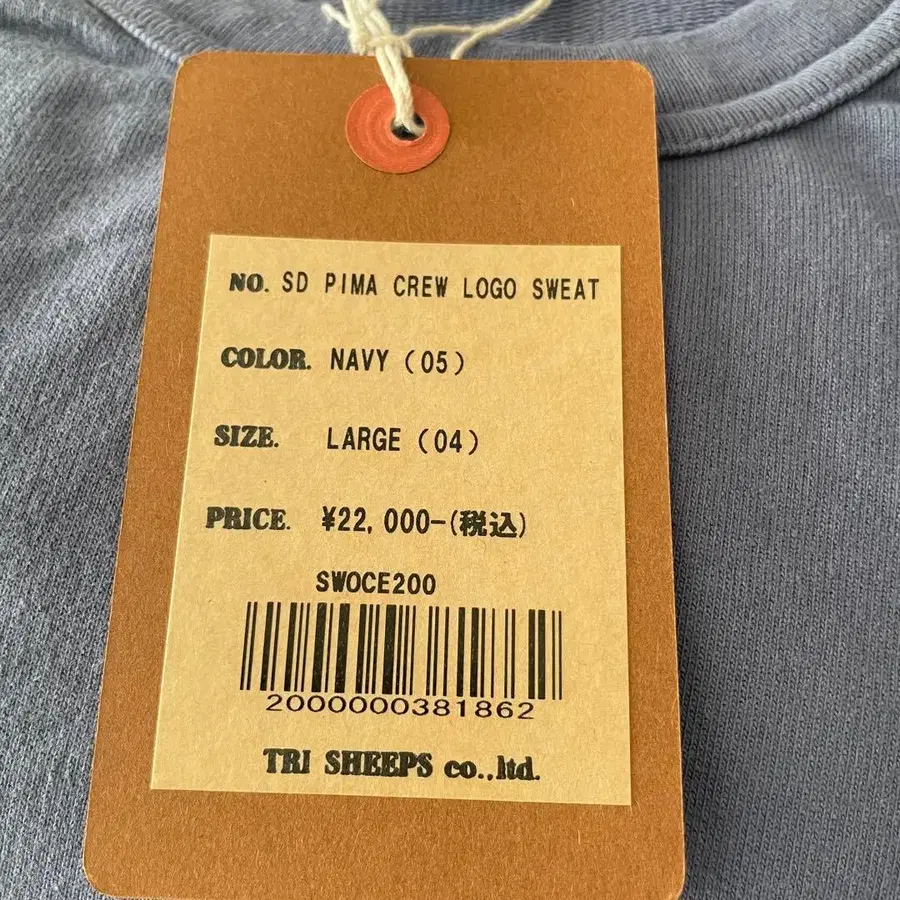 NO. SD PIMA CREW LOGO SWEAT
COLOR. NAVY (05)
SIZE. LARGE (04)
PRICE. ¥22,000-(税込)
SWOCE200
2000000381862
TRI SHEEPS co.,ltd.